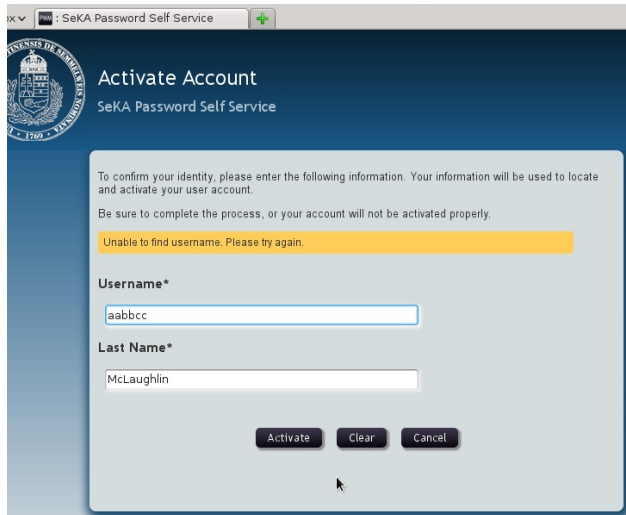 ox
PWM : SeKA Password Self Service
Activate Account
SeKA Password Self Service
1769
To confirm your identity, please enter the following information. Your information will be used to locate
and activate your user account.
Be sure to complete the process, or your account will not be activated properly.
Unable to find username. Please try again.
Username*
aabbcc
Last Name*
McLaughlin
Activate Clear Cancel